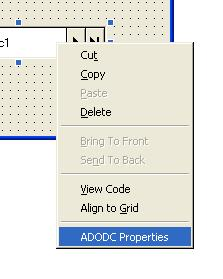 c1
Cut
Copy
Paste
Delete
Bring To Front
Send To Back
View Code
Align to Grid
ADODC Properties